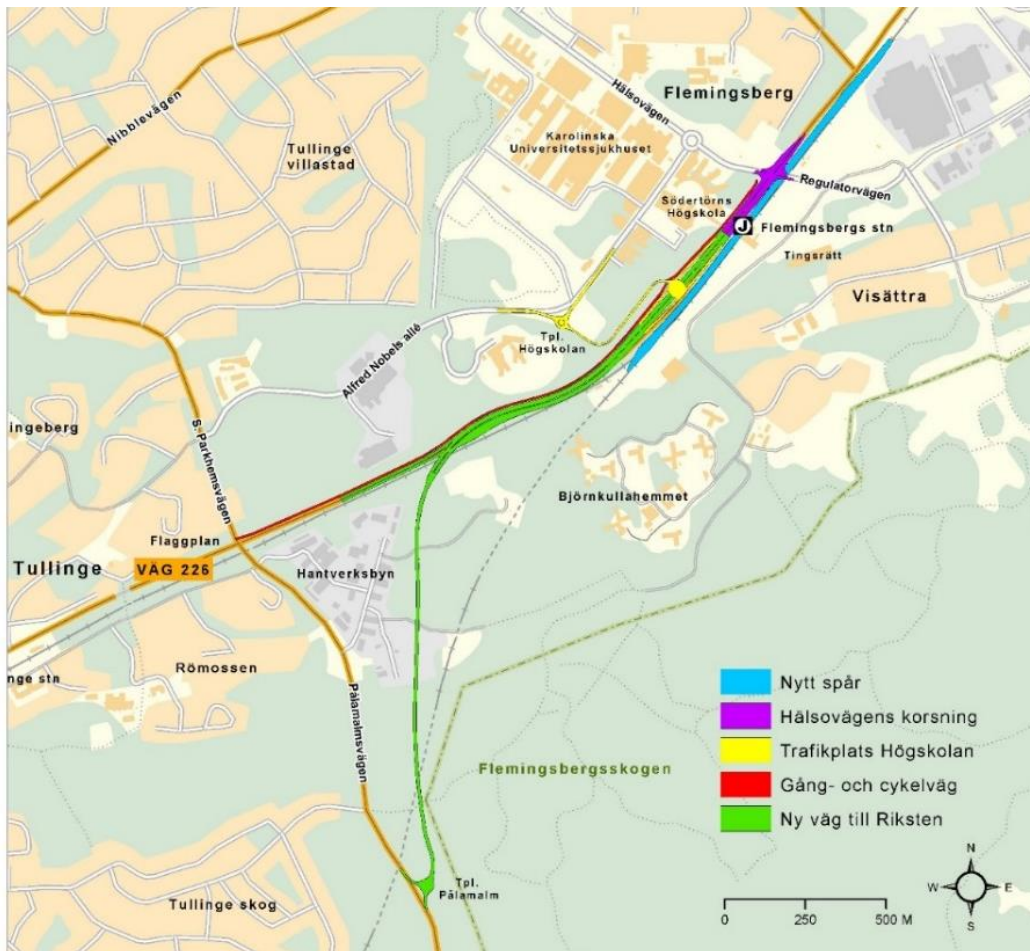 Flemingsberg
Hälsovägen
Nibblevägen
Karolinska
Universitetssjukhuset
Tullinge
villastad
Regulatorvägen
Södertörns
Högskola
J
Flemingsbergs stn
Tingsrätt
Visättra
Tpl.
Högskolan
Alfred Nobels allé
S. Parkhemsvägen
ingeberg
Björnkullahemmet
Flaggplan
Tullinge
VÄG 226
Hantverksbyn
Römossen
nge stn
Pålamalmsvägen
Flemingsbergsskogen
Nytt spår
Hälsovägens korsning
Trafikplats Högskolan
Gång- och cykelväg
Ny väg till Riksten
Tpl.
Pålamalm
Tullinge skog
N
W E
S
0 250 500 M